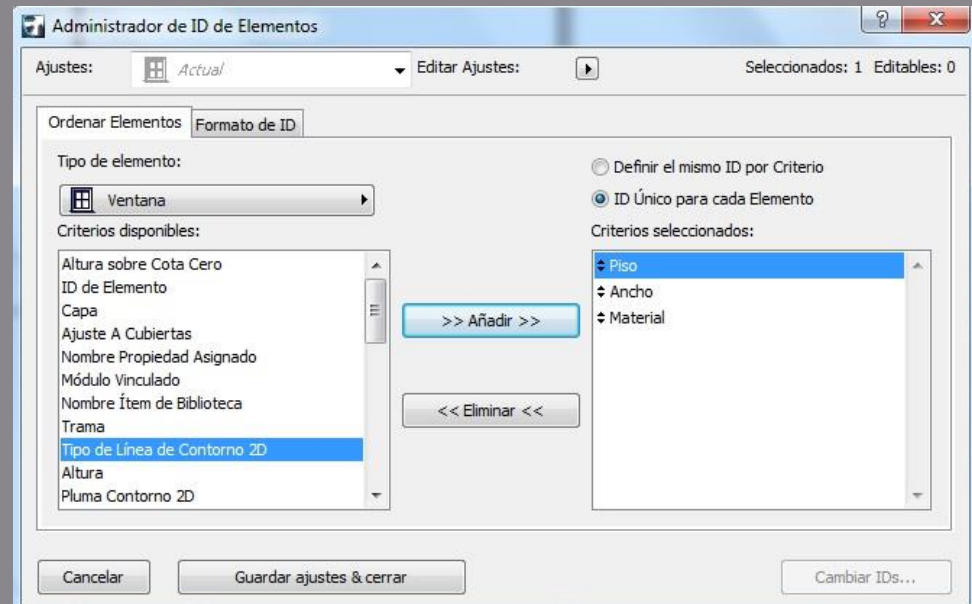 Administrador de ID de Elementos
Ajustes: Actual Editar Ajustes: Seleccionados: 1 Editables: 0
Ordenar Elementos Formato de ID
Tipo de elemento:
Ventana
Definir el mismo ID por Criterio
ID Único para cada Elemento
Criterios disponibles:
Altura sobre Cota Cero
ID de Elemento
Capa
Ajuste A Cubiertas
Nombre Propiedad Asignado
Módulo Vinculado
Nombre Ítem de Biblioteca
Trama
Tipo de Línea de Contorno 2D
Altura
Pluma Contorno 2D
>> Añadir >>
<< Eliminar <<
Criterios seleccionados:
Piso
Ancho
Material
Cancelar Guardar ajustes & cerrar Cambiar IDs...